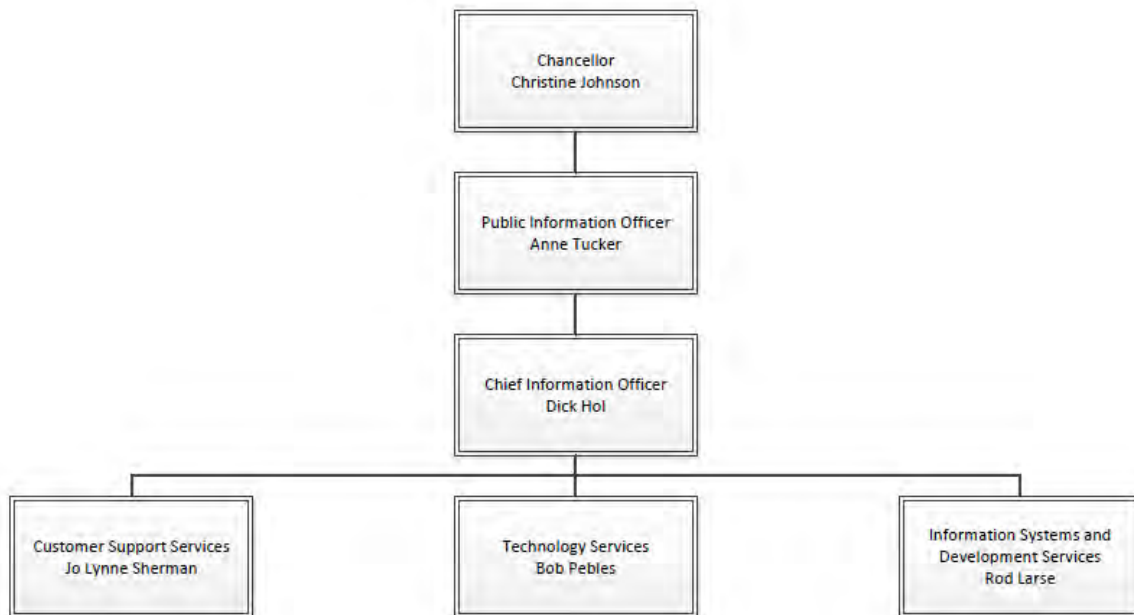 Chancellor
Christine Johnson
Public Information Officer
Anne Tucker
Chief Information Officer
Dick Hol
Customer Support Services
Jo Lynne Sherman
Technology Services
Bob Pebles
Information Systems and
Development Services
Rod Larse